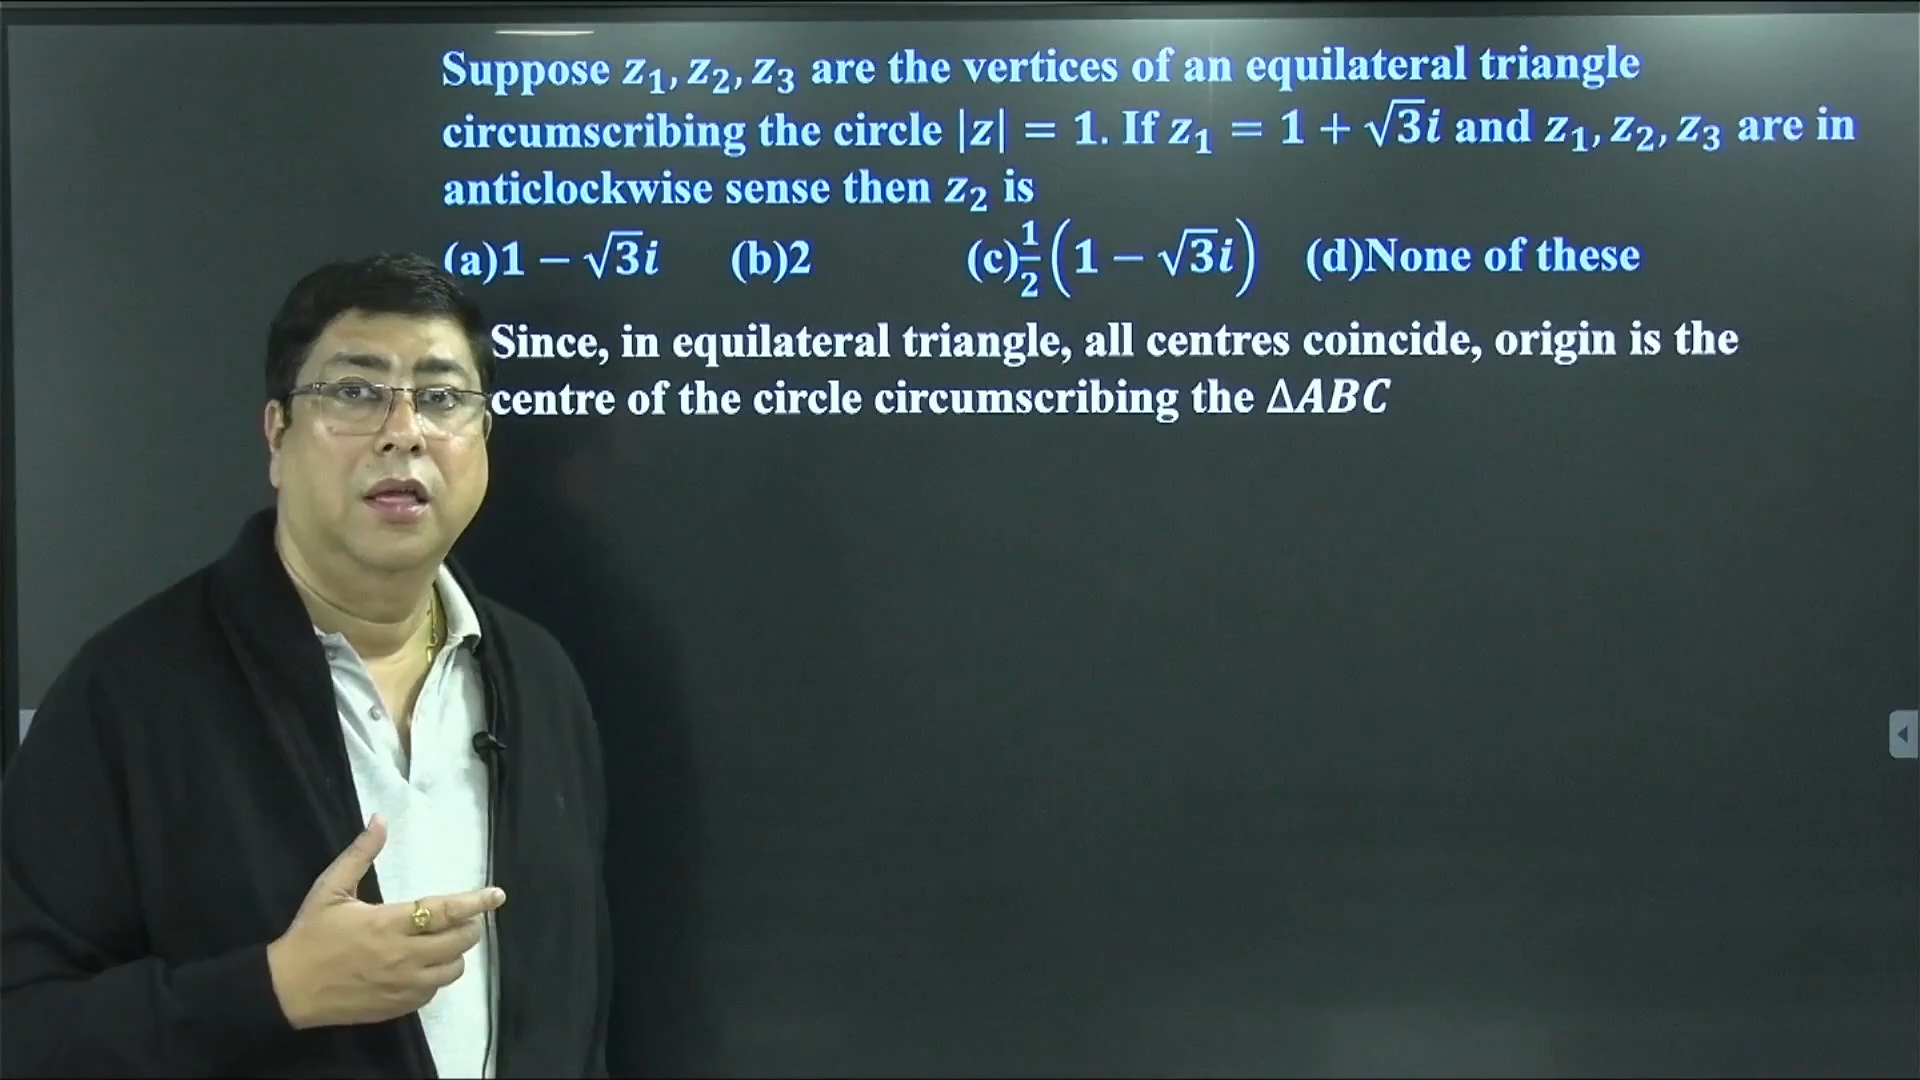 Suppose z₁, z₂, z₃ are the vertices of an equilateral triangle
circumscribing the circle |z| = 1. If z₁ = 1 + √3i and z₁, z₂, z₃ are in
anticlockwise sense then z₂ is
(a)1 − √3i (b)2 (c)1/2(1 − √3i) (d)None of these
Since, in equilateral triangle, all centres coincide, origin is the
centre of the circle circumscribing the ΔABC